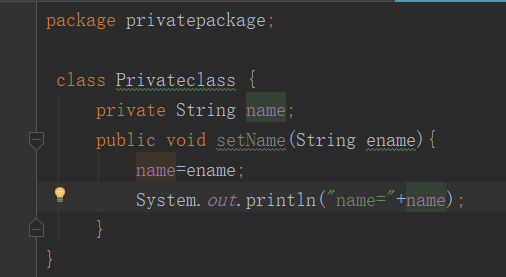 package privatepackage;
class Privateclass {
private String name;
public void setName(String ename){
name=ename;
System.out.println("name="+name);
}
}